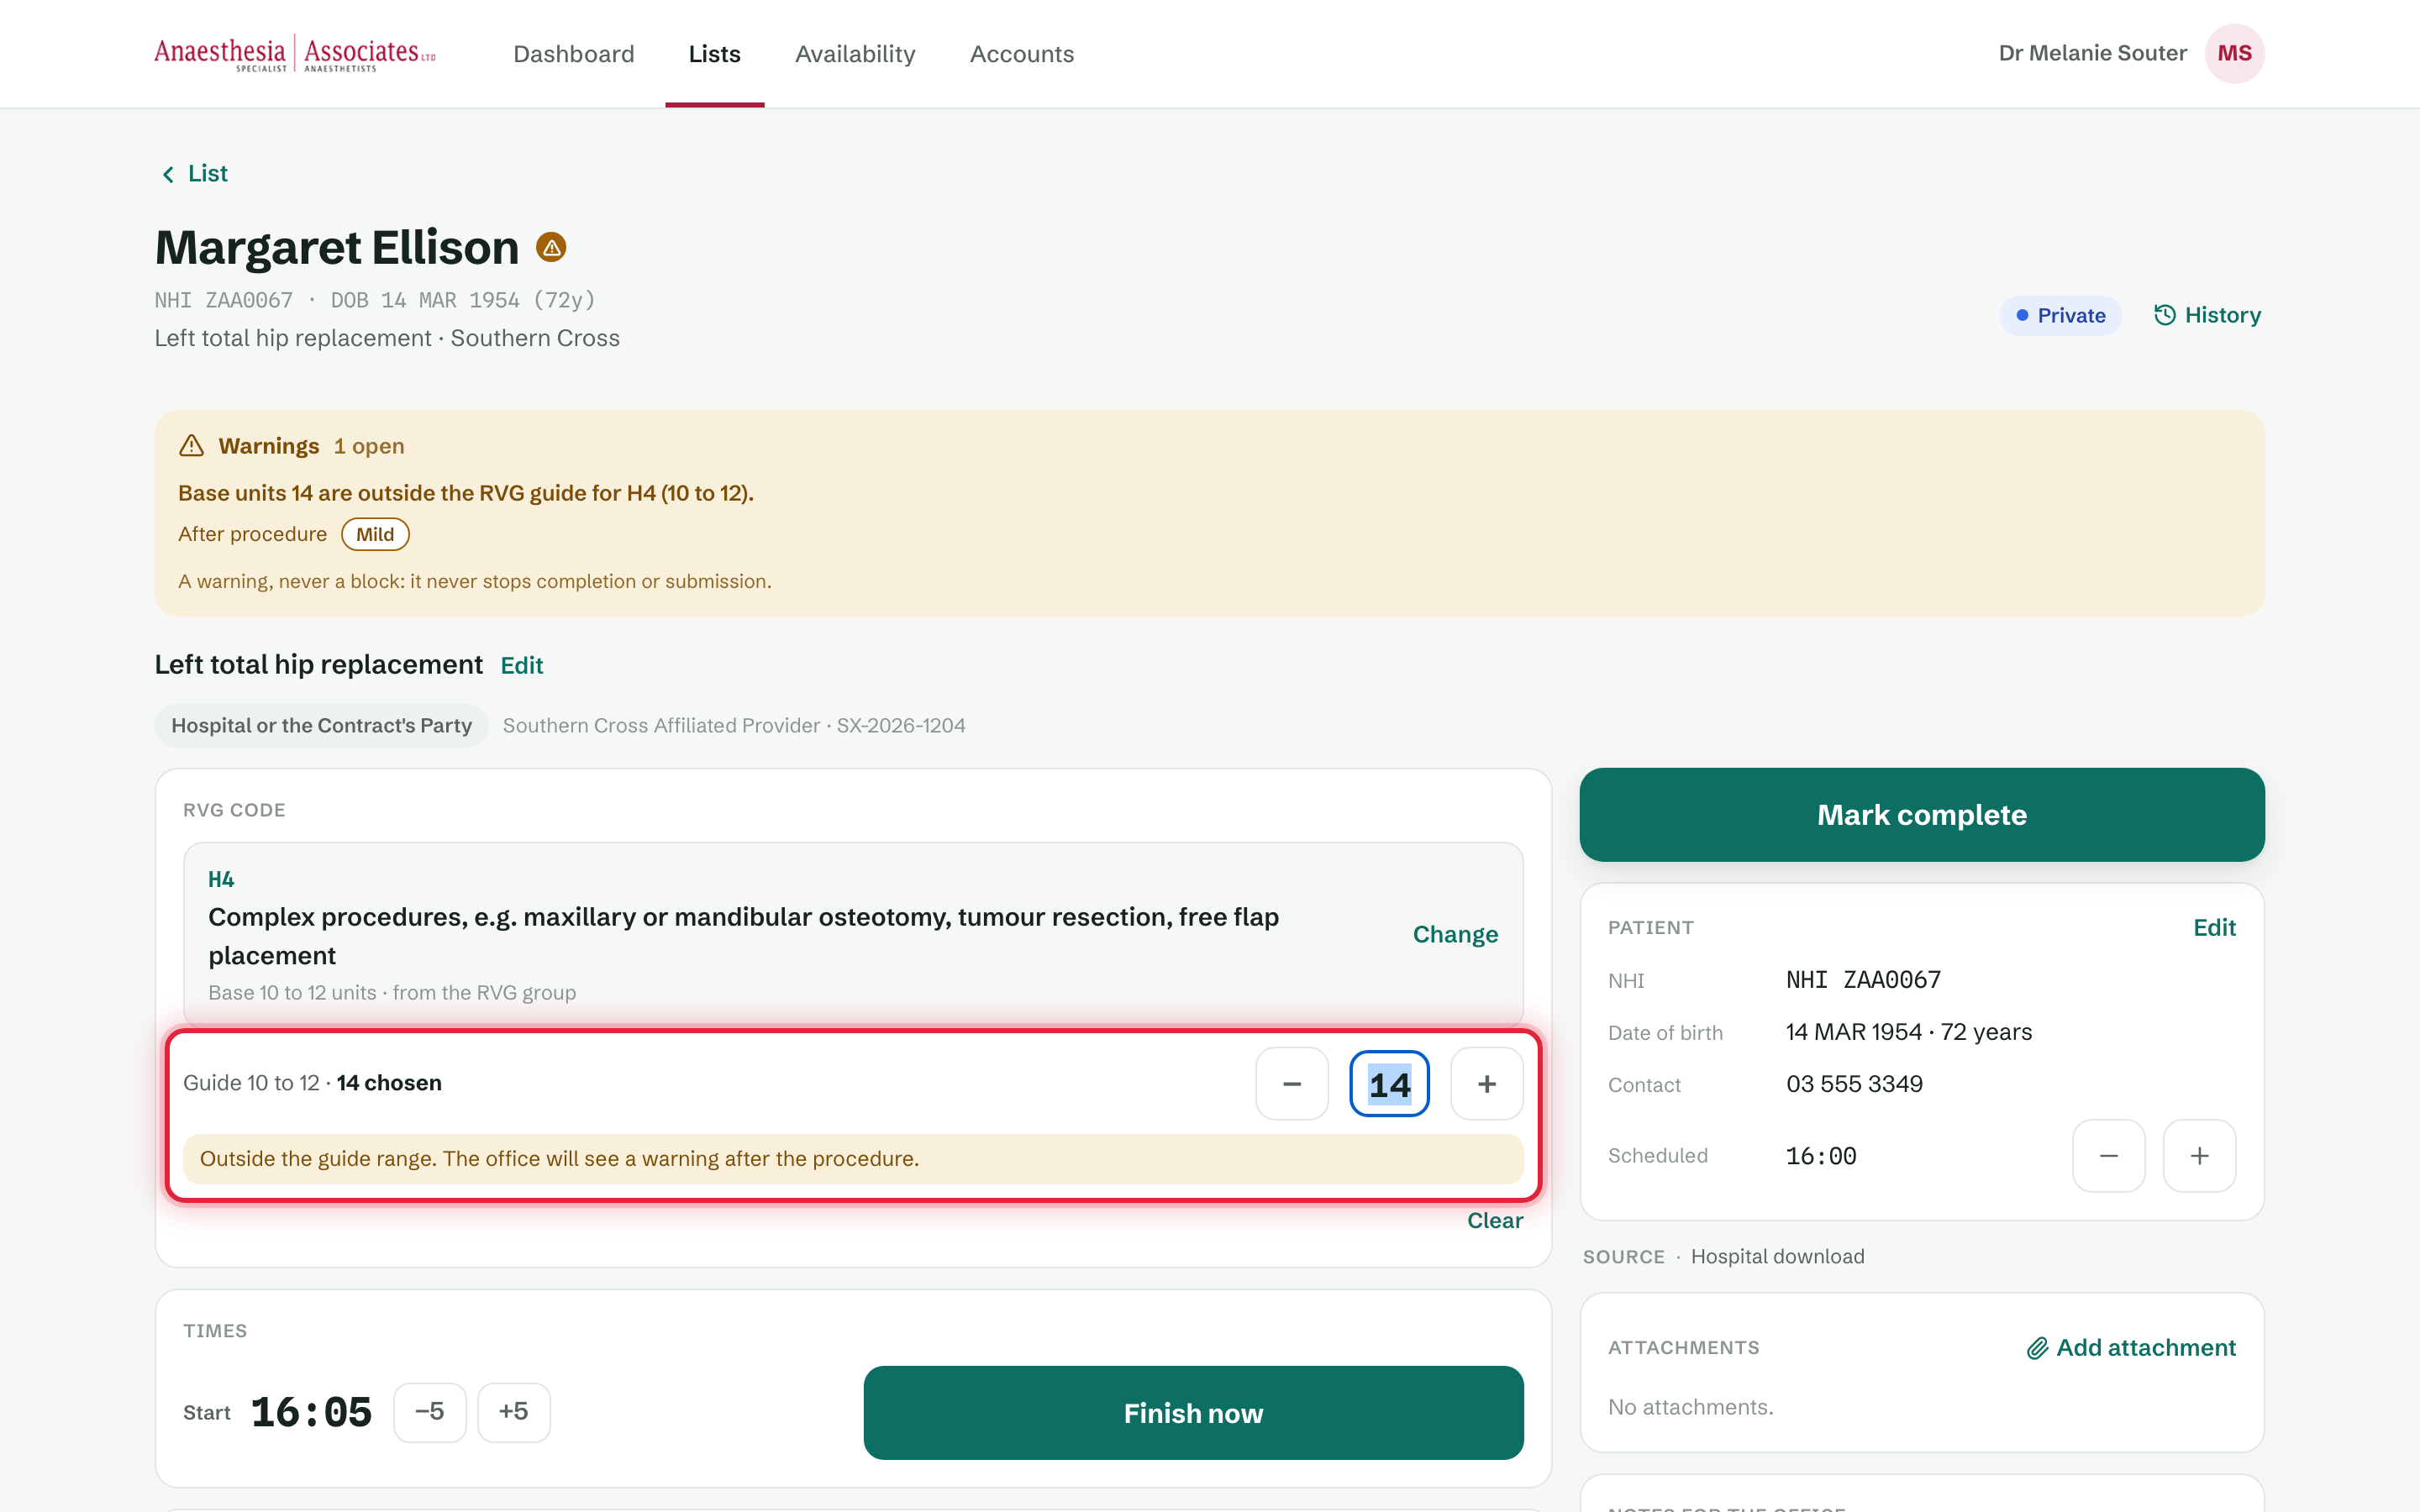 Anaesthesia Associates LTD
SPECIALIST ANAESTHETISTS
Dashboard
Lists
Availability
Accounts
Dr Melanie Souter
MS
List
Margaret Ellison
NHI ZAA0067 · DOB 14 MAR 1954 (72y)
Left total hip replacement · Southern Cross
Private
History
Warnings 1 open
Base units 14 are outside the RVG guide for H4 (10 to 12).
After procedure Mild
A warning, never a block: it never stops completion or submission.
Left total hip replacement Edit
Hospital or the Contract's Party Southern Cross Affiliated Provider · SX-2026-1204
RVG CODE
H4
Complex procedures, e.g. maxillary or mandibular osteotomy, tumour resection, free flap
placement
Base 10 to 12 units · from the RVG group
Change
Guide 10 to 12 · 14 chosen
− 14 +
Outside the guide range. The office will see a warning after the procedure.
Clear
TIMES
Start 16:05 −5 +5
Finish now
Mark complete
PATIENT Edit
NHI NHI ZAA0067
Date of birth 14 MAR 1954 · 72 years
Contact 03 555 3349
Scheduled 16:00 − +
SOURCE · Hospital download
ATTACHMENTS Add attachment
No attachments.
NOTES FOR THE OFFICE